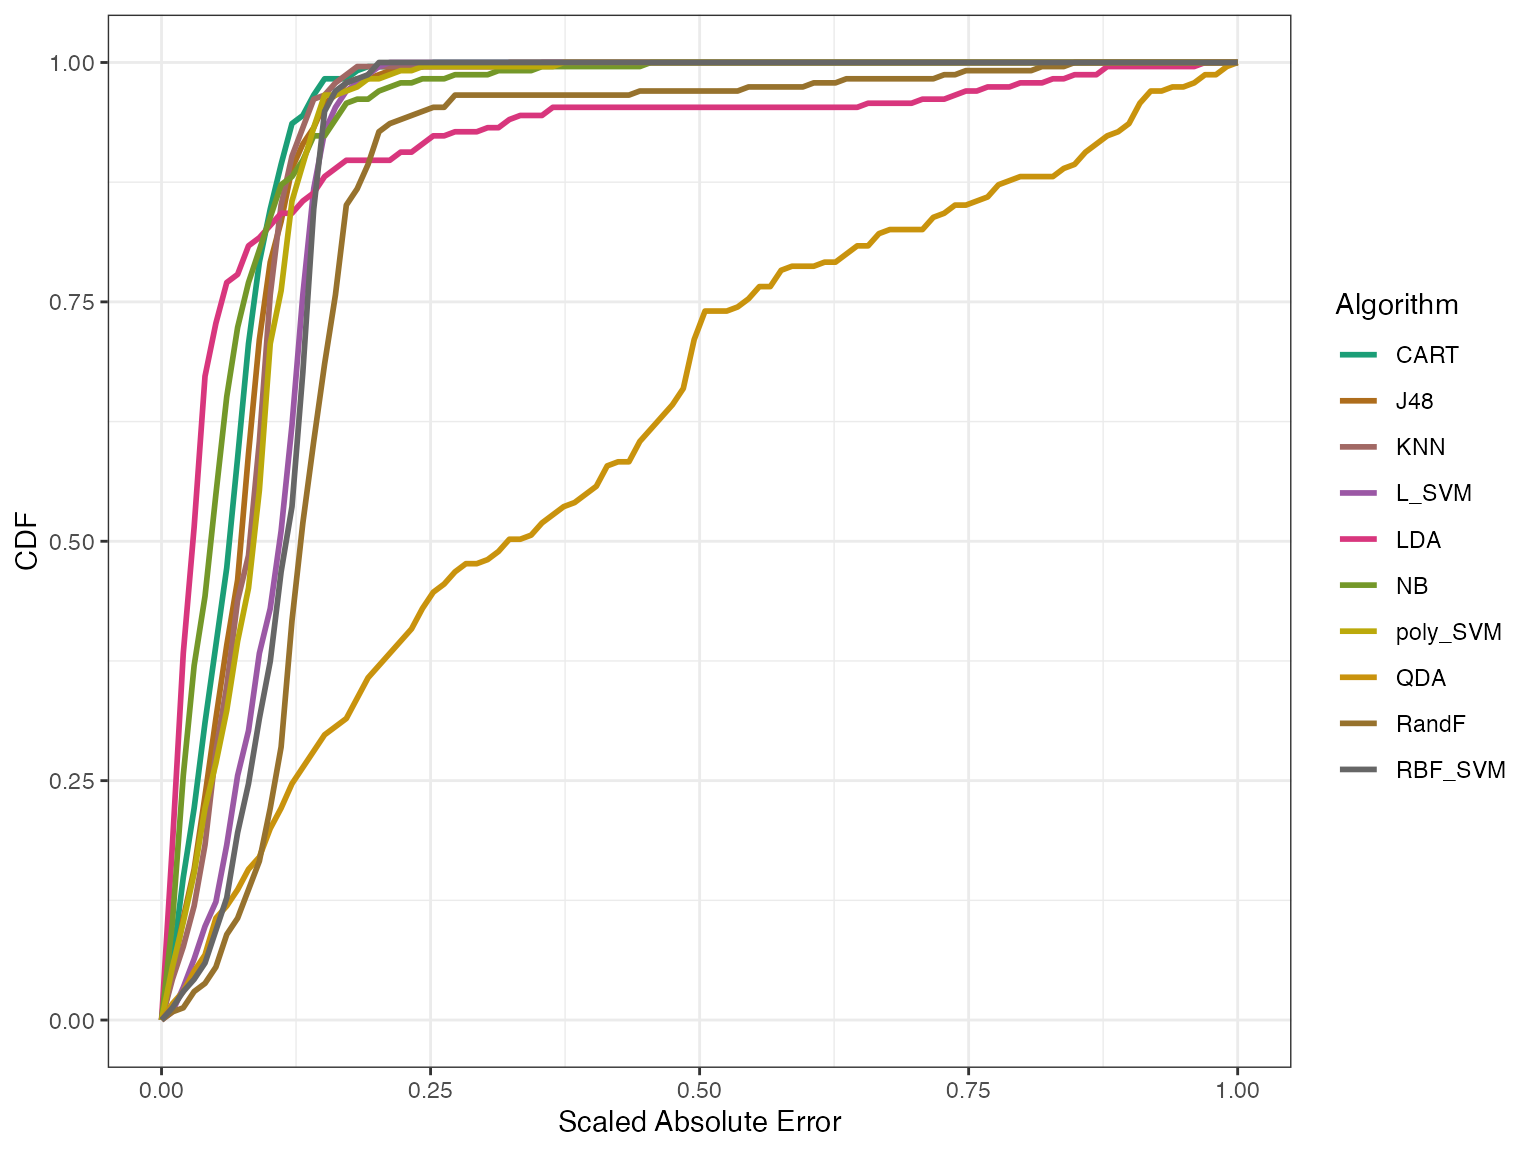 1.00
0.75
0.50
0.25
0.00
CDF
0.00 0.25 0.50 0.75 1.00
Scaled Absolute Error
Algorithm
CART
J48
KNN
L_SVM
LDA
NB
poly_SVM
QDA
RandF
RBF_SVM